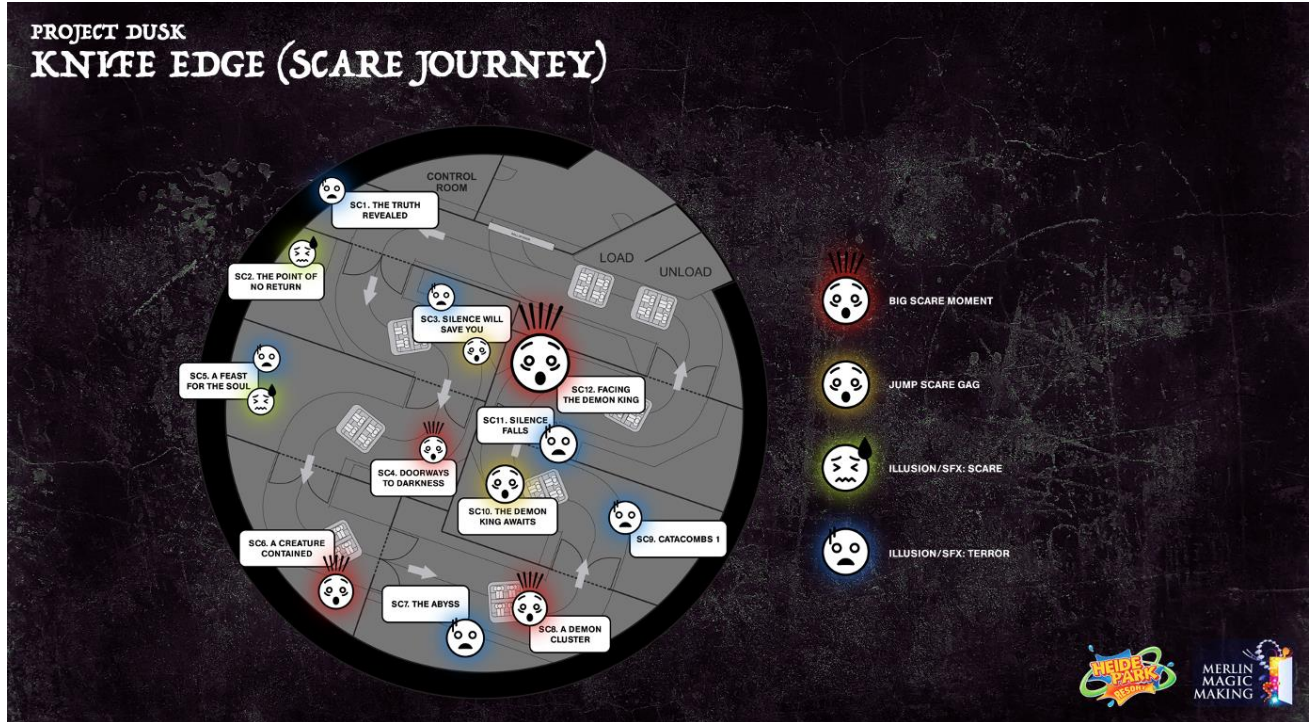 PROJECT DUSK
KNIFE EDGE (SCARE JOURNEY)
CONTROL
ROOM
SC1. THE TRUTH
REVEALED
LOAD
UNLOAD
SC2. THE POINT OF
NO RETURN
SC3. SILENCE WILL
SAVE YOU
SC5. A FEAST
FOR THE SOUL
SC12. FACING
THE DEMON KING
SC11. SILENCE
FALLS
SC4. DOORWAYS
TO DARKNESS
SC10. THE DEMON
KING AWAITS
SC9. CATACOMBS 1
SC6. A CREATURE
CONTAINED
SC7. THE ABYSS
SC8. A DEMON
CLUSTER
BIG SCARE MOMENT
JUMP SCARE GAG
ILLUSION/SFX: SCARE
ILLUSION/SFX: TERROR
HEIDE
PARK
RESORT
MERLIN
MAGIC
MAKING